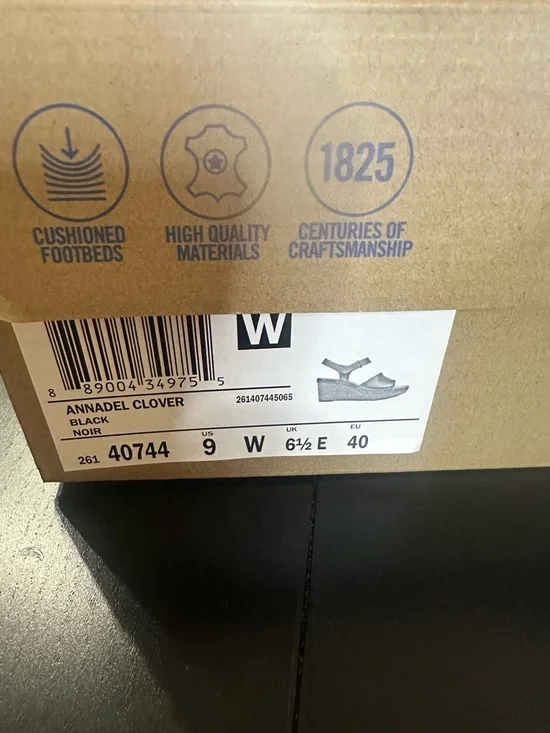 1825
CUSHIONED
FOOTBEDS
HIGH QUALITY
MATERIALS
CENTURIES OF
CRAFTSMANSHIP
W
8 89004 34975 5
ANNADEL CLOVER
261407445065
BLACK
NOIR
US
UK
EU
261 40744 9 W 6½ E 40